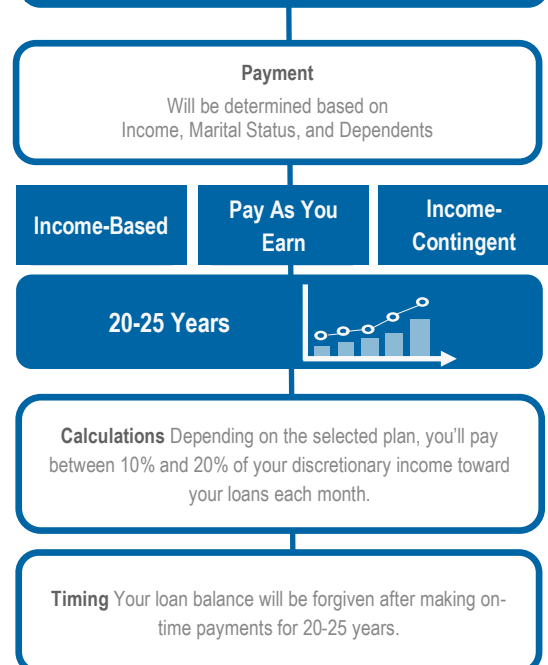 Payment
Will be determined based on
Income, Marital Status, and Dependents
Income-Based
Pay As You
Earn
Income-
Contingent
20-25 Years
Calculations Depending on the selected plan, you'll pay
between 10% and 20% of your discretionary income toward
your loans each month.
Timing Your loan balance will be forgiven after making on-
time payments for 20-25 years.